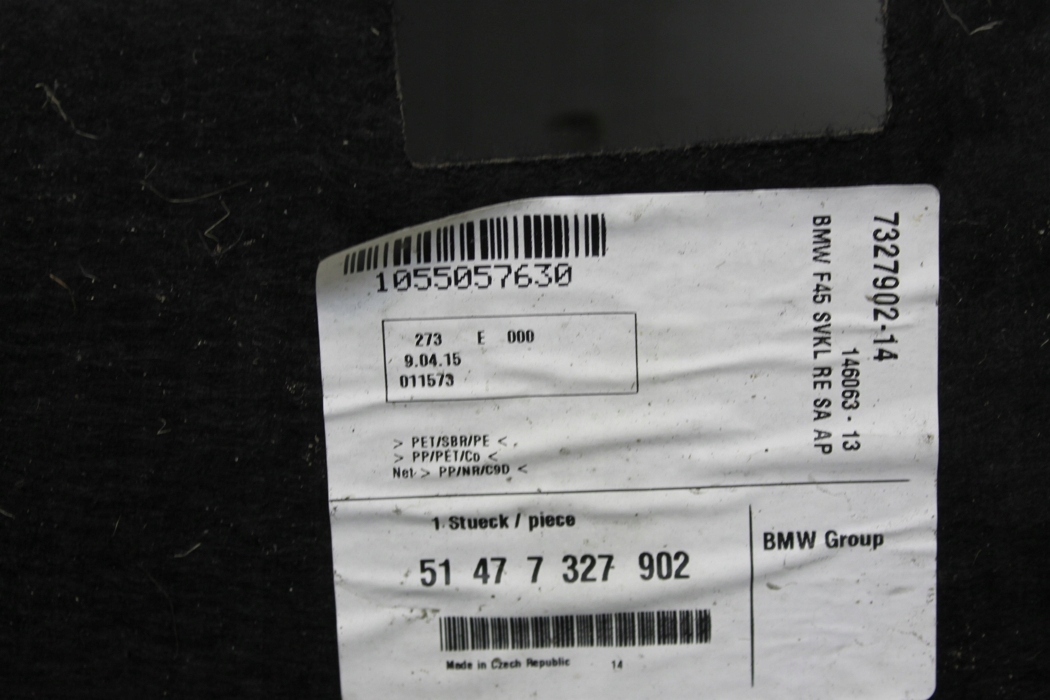 1055057630
273 E 000
9.04.15
011573
> PET/SBR/PE <
> PP/PET/Co <
Net > PP/NR/C9D <
7327902-14
146063 - 13
BMW F45 SVKL RE SA AP
1 Stueck / piece
51 47 7 327 902
Made in Czech Republic 14
BMW Group